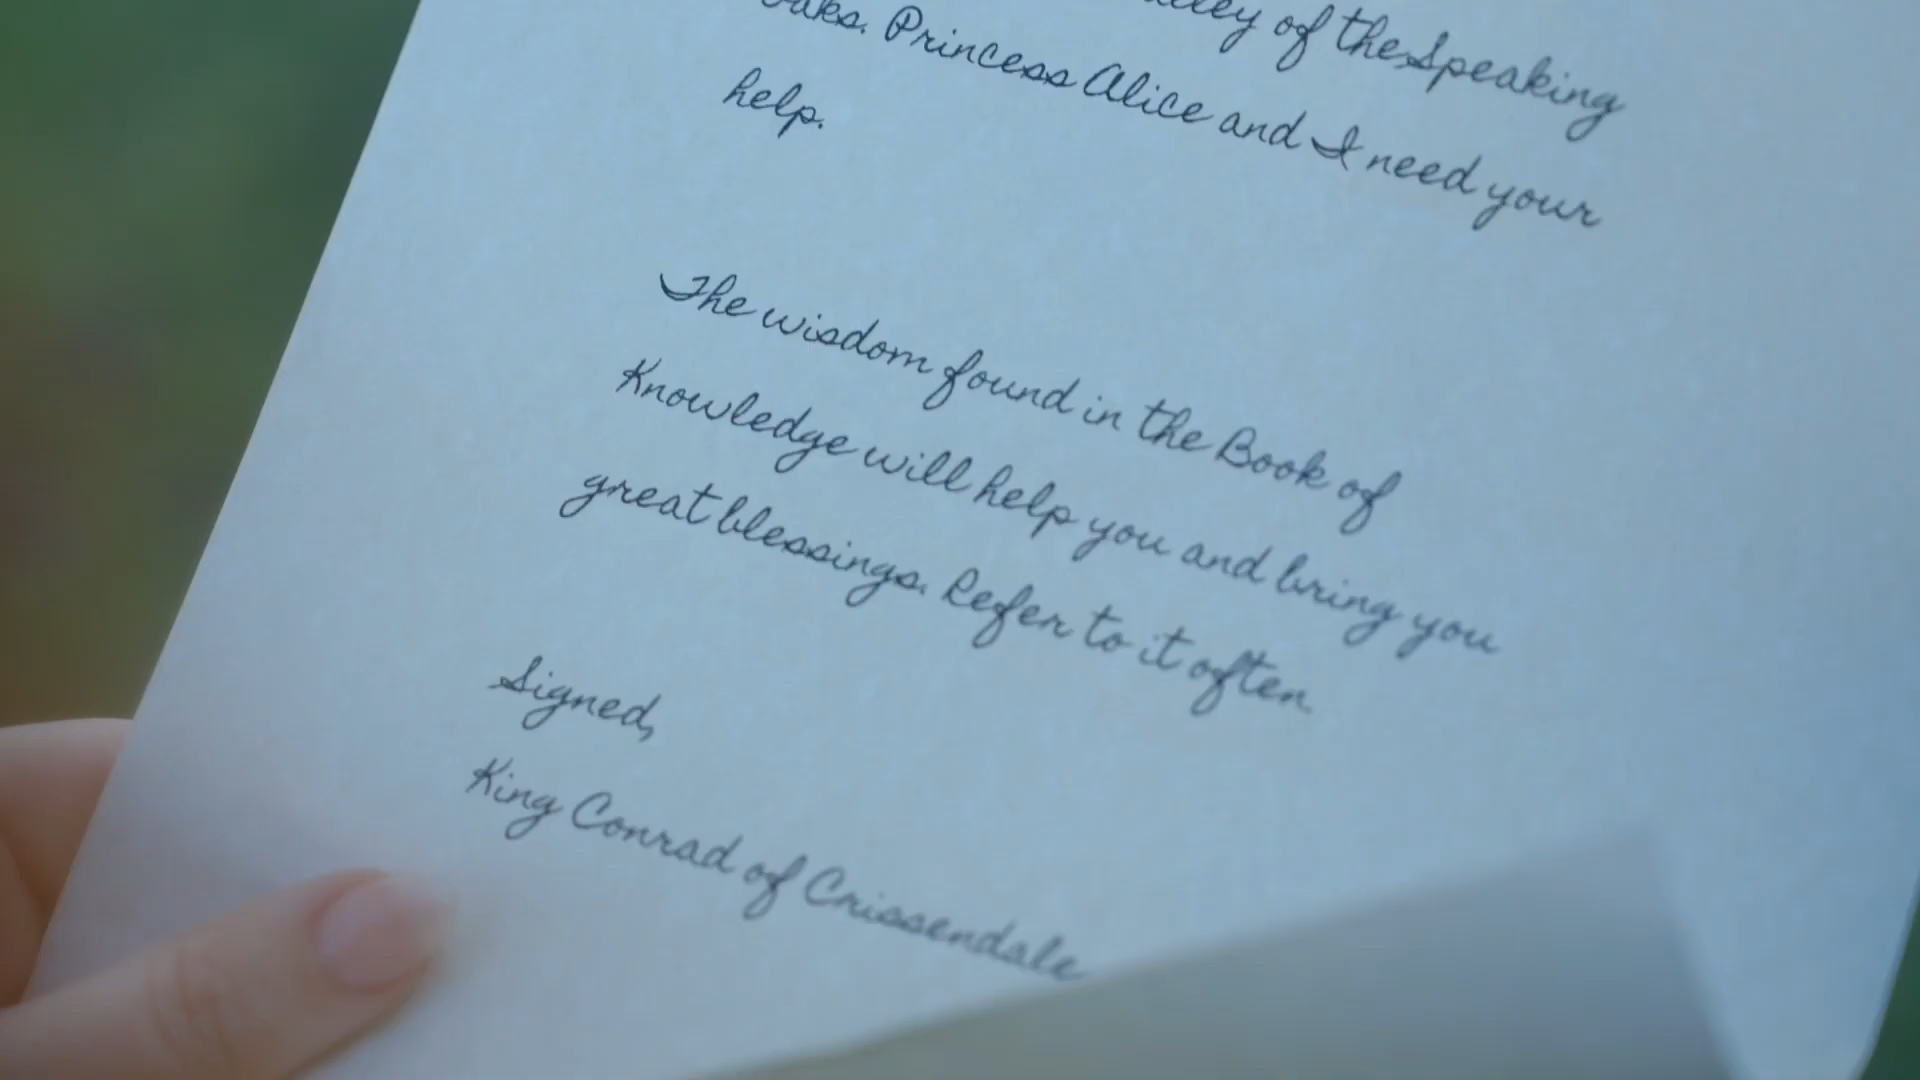 of the Speaking
Oaks. Princess Alice and I need your
help.
The wisdom found in the Book of
Knowledge will help you and bring you
great blessings. Refer to it often.
Signed,
King Conrad of Crissendale